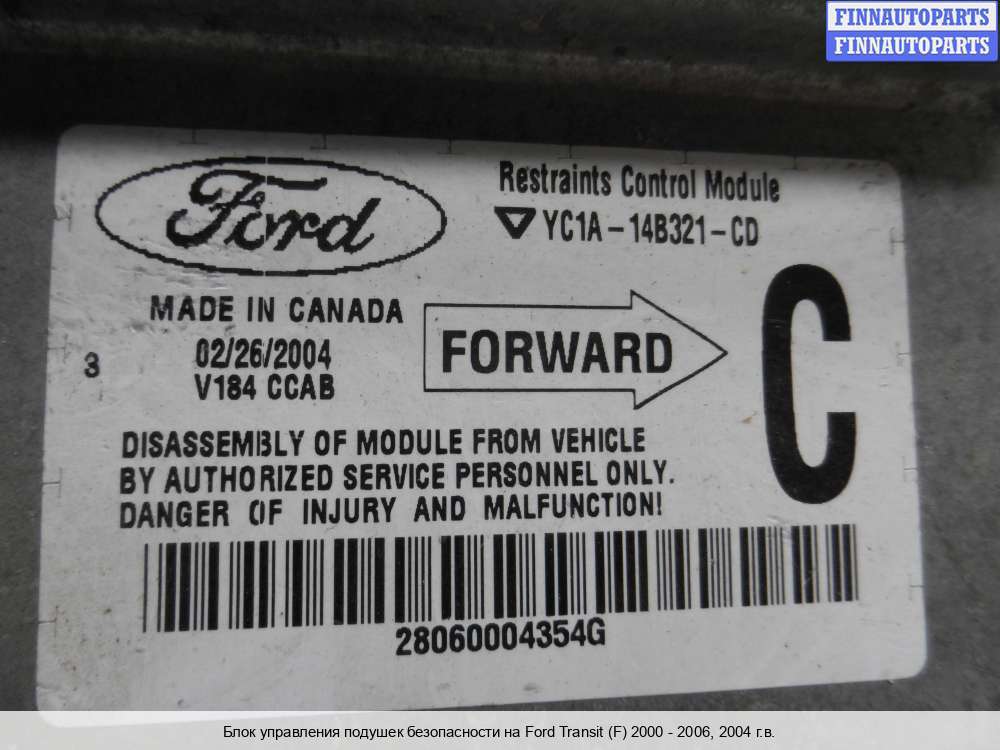 FINNAUTOPARTS
FINNAUTOPARTS
Ford
Restraints Control Module
YC1A-14B321-CD
MADE IN CANADA
02/26/2004
3
V184 CCAB
FORWARD
C
DISASSEMBLY OF MODULE FROM VEHICLE
BY AUTHORIZED SERVICE PERSONNEL ONLY.
DANGER OF INJURY AND MALFUNCTION!
28060004354G
Блок управления подушек безопасности на Ford Transit (F) 2000 - 2006, 2004 г.в.